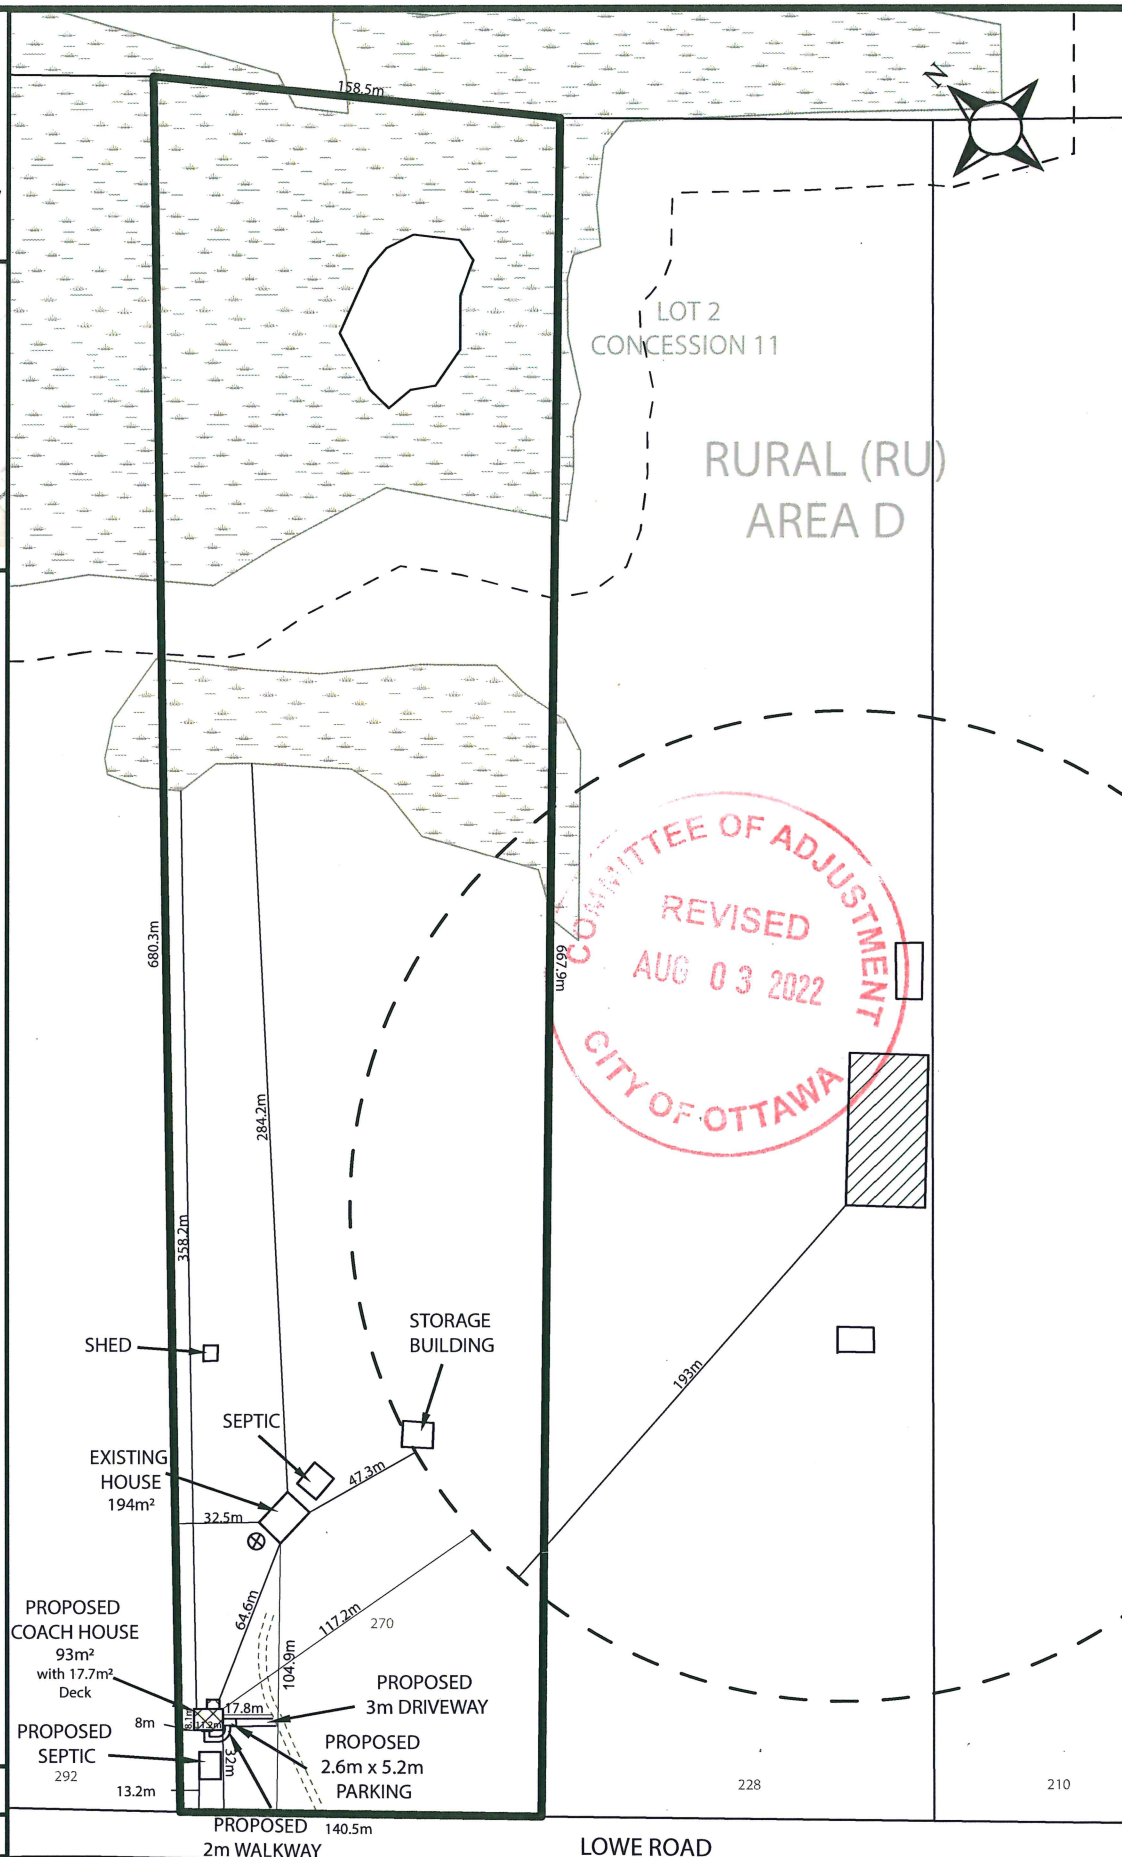 158.5m
N
LOT 2
CONCESSION 11
RURAL (RU)
AREA D
COMMITTEE OF ADJUSTMENT
REVISED
AUG 03 2022
CITY OF OTTAWA
680.3m
667.9m
284.2m
358.2m
SHED
STORAGE
BUILDING
193m
SEPTIC
EXISTING
HOUSE
194m²
47.3m
32.5m
64.6m
117.2m
270
104.9m
PROPOSED
COACH HOUSE
93m²
with 17.7m²
Deck
PROPOSED
3m DRIVEWAY
17.8m
8m
8.1m
11.2m
PROPOSED
SEPTIC
292
32m
PROPOSED
2.6m x 5.2m
PARKING
13.2m
228
210
PROPOSED
2m WALKWAY
140.5m
LOWE ROAD